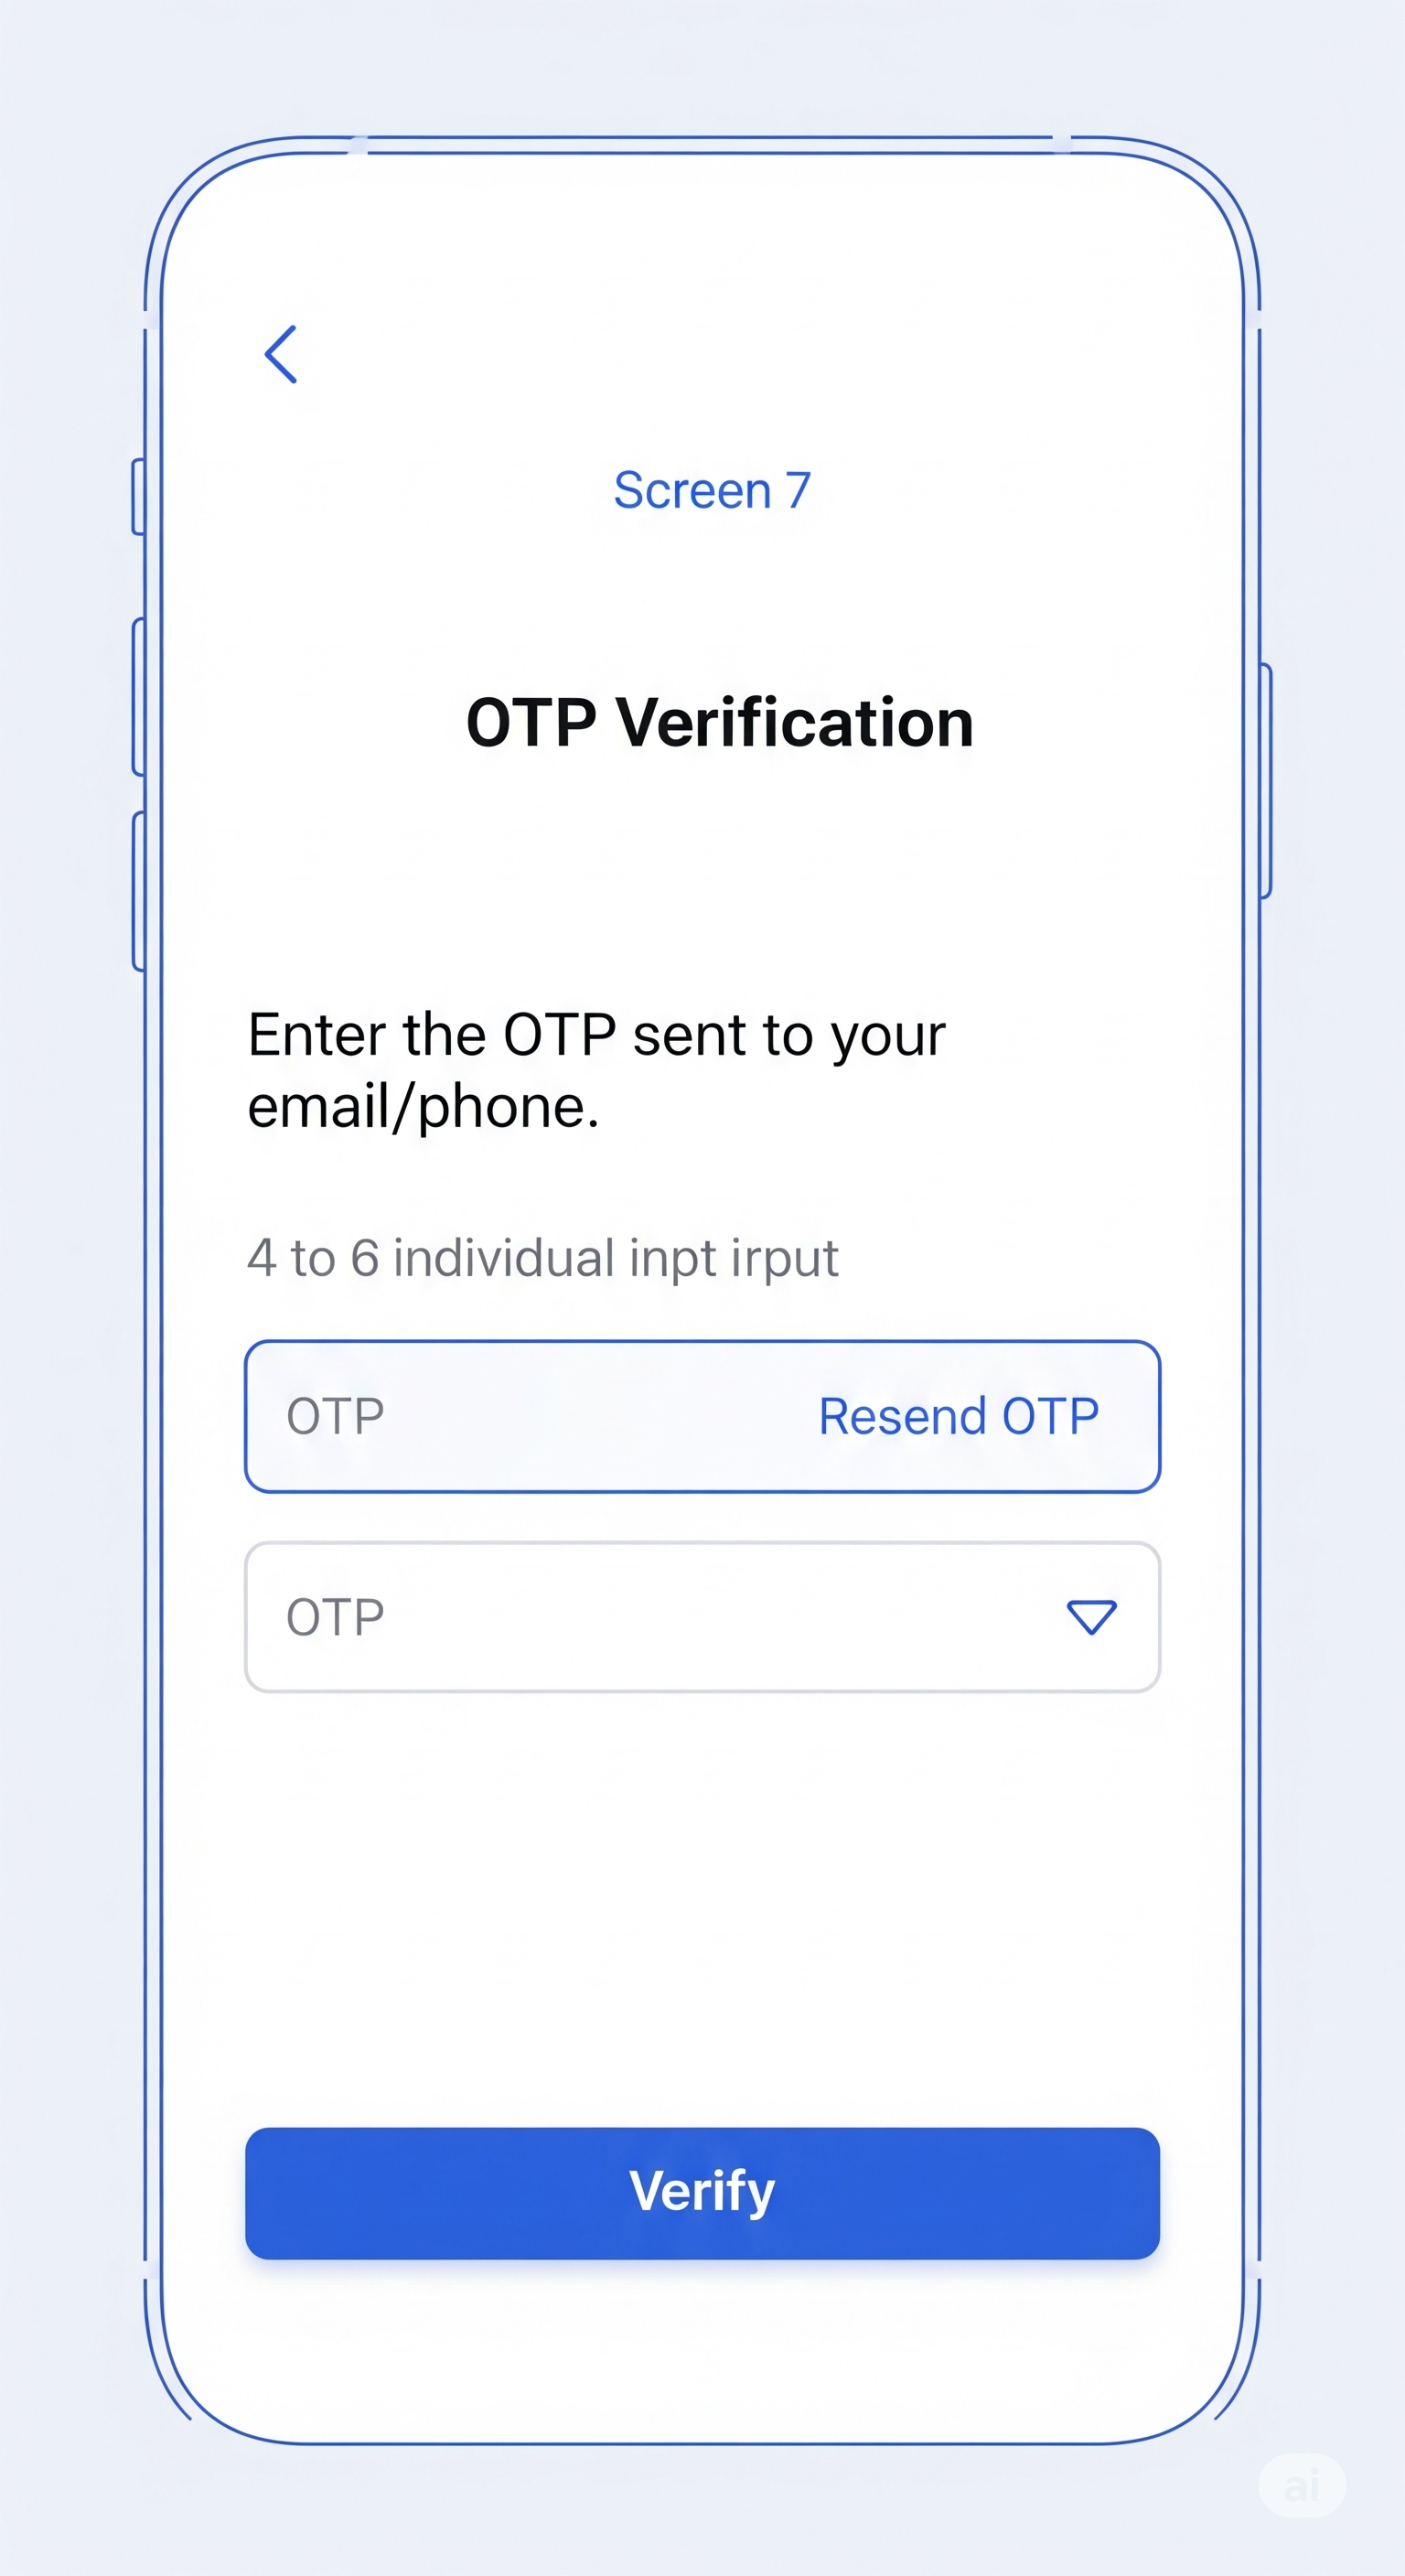 Screen 7
OTP Verification
Enter the OTP sent to your
email/phone.
4 to 6 individual inpt irput
OTP Resend OTP
OTP
Verify
ai